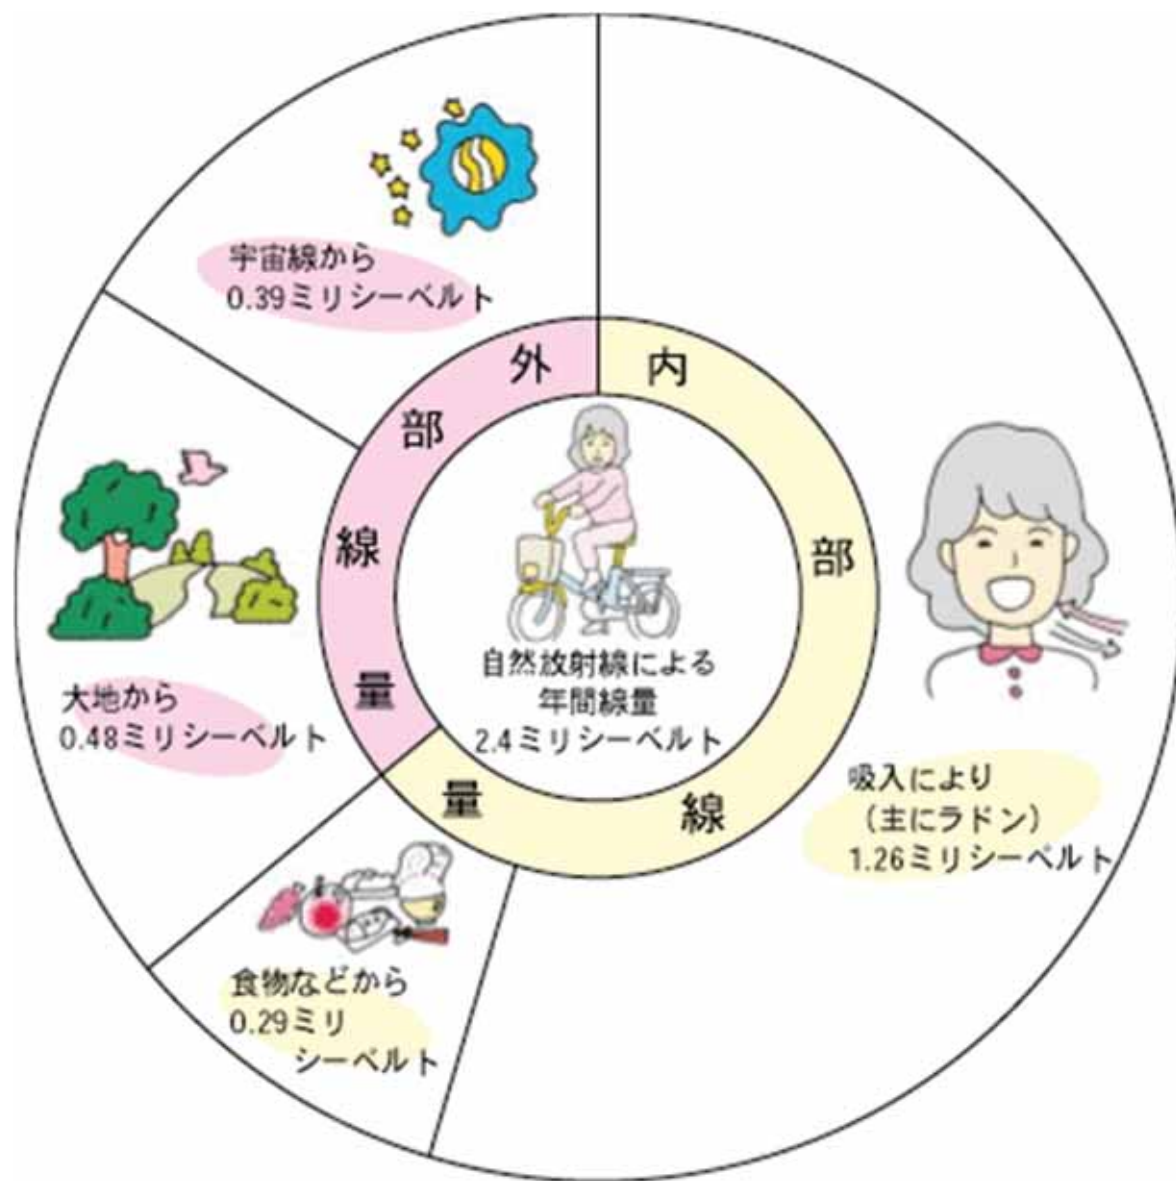 宇宙線から
0.39ミリシーベルト
外部線量
内部線量
自然放射線による
年間線量
2.4ミリシーベルト
大地から
0.48ミリシーベルト
吸入により
(主にラドン)
1.26ミリシーベルト
食物などから
0.29ミリ
シーベルト